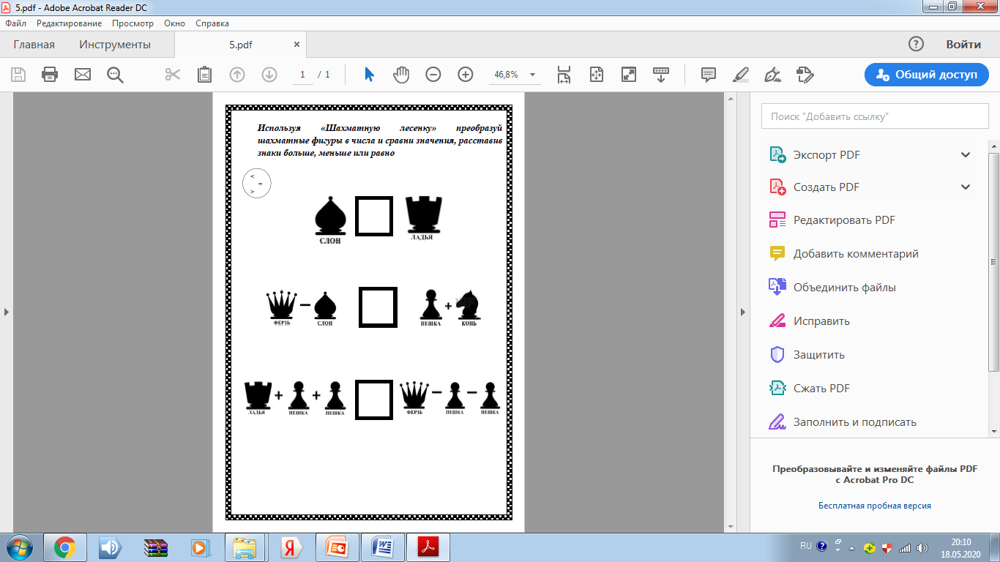 5.pdf - Adobe Acrobat Reader DC
Файл Редактирование Просмотр Окно Справка
Главная Инструменты 5.pdf × ? Войти
1 / 1 46,8% Общий доступ
Используя «Шахматную лесенку» преобразуй
шахматные фигуры в числа и сравни значения, расставив
знаки больше, меньше или равно
<
=
>
СЛОН ЛАДЬЯ
− +
ФЕРЗЬ СЛОН ПЕШКА КОНЬ
+ + − −
ЛАДЬЯ ПЕШКА ПЕШКА ФЕРЗЬ ПЕШКА ПЕШКА
Поиск "Добавить ссылку"
Экспорт PDF
Создать PDF
Редактировать PDF
Добавить комментарий
Объединить файлы
Исправить
Защитить
Сжать PDF
Заполнить и подписать
Преобразовывайте и изменяйте файлы PDF
с Acrobat Pro DC
Бесплатная пробная версия
RU 20:10
18.05.2020